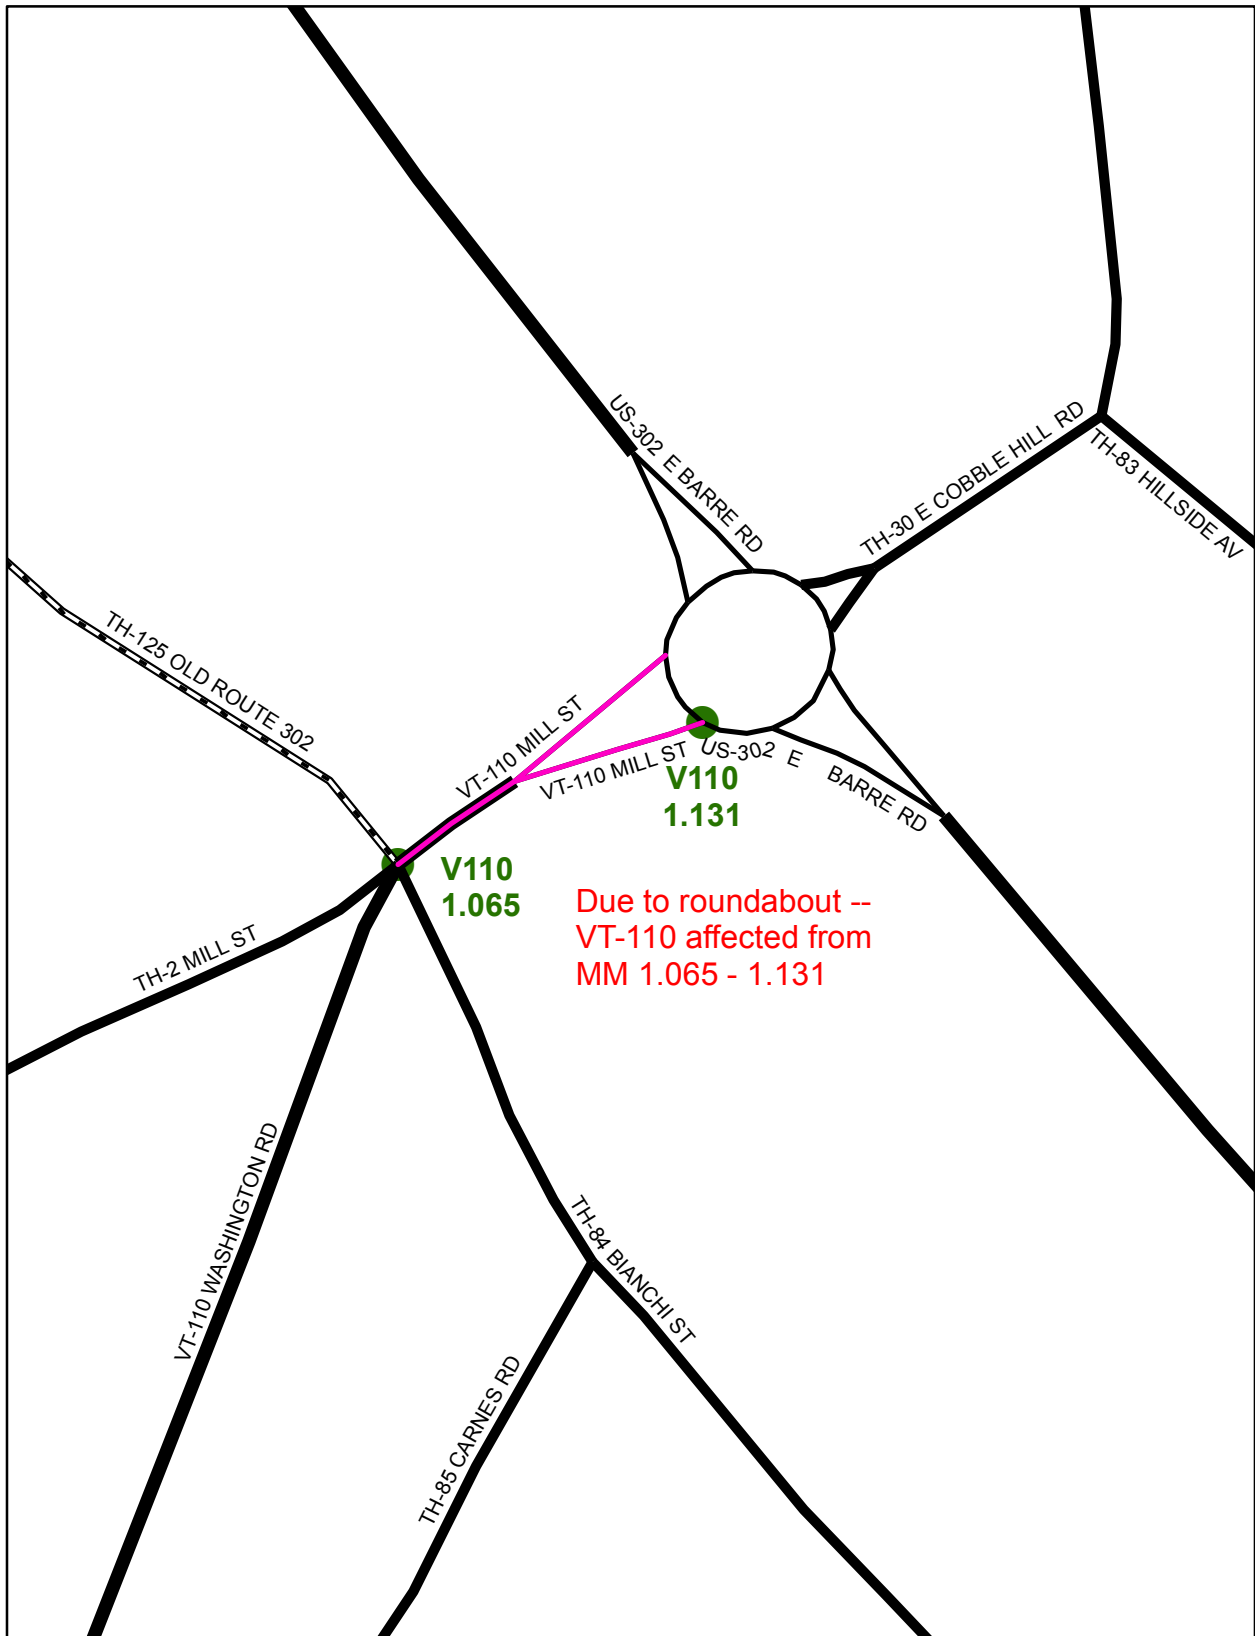 US-302 E BARRE RD
TH-30 E COBBLE HILL RD
TH-83 HILLSIDE AV
TH-125 OLD ROUTE 302
VT-110 MILL ST
VT-110 MILL ST
US-302 E BARRE RD
V110
1.131
V110
1.065
Due to roundabout --
VT-110 affected from
MM 1.065 - 1.131
TH-2 MILL ST
VT-110 WASHINGTON RD
TH-84 BIANCHI ST
TH-85 CARNES RD